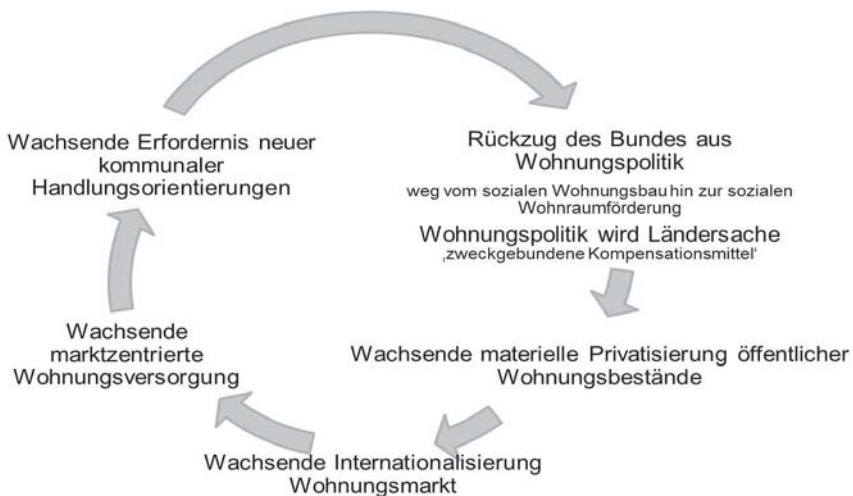 Wachsende Erfordernis neuer
kommunaler
Handlungsorientierungen
Rückzug des Bundes aus
Wohnungspolitik
weg vom sozialen Wohnungsbau hin zur sozialen
Wohnraumförderung
Wohnungspolitik wird Ländersache
‚zweckgebundene Kompensationsmittel‘
Wachsende materielle Privatisierung öffentlicher
Wohnungsbestände
Wachsende Internationalisierung
Wohnungsmarkt
Wachsende
marktzentrierte
Wohnungsversorgung